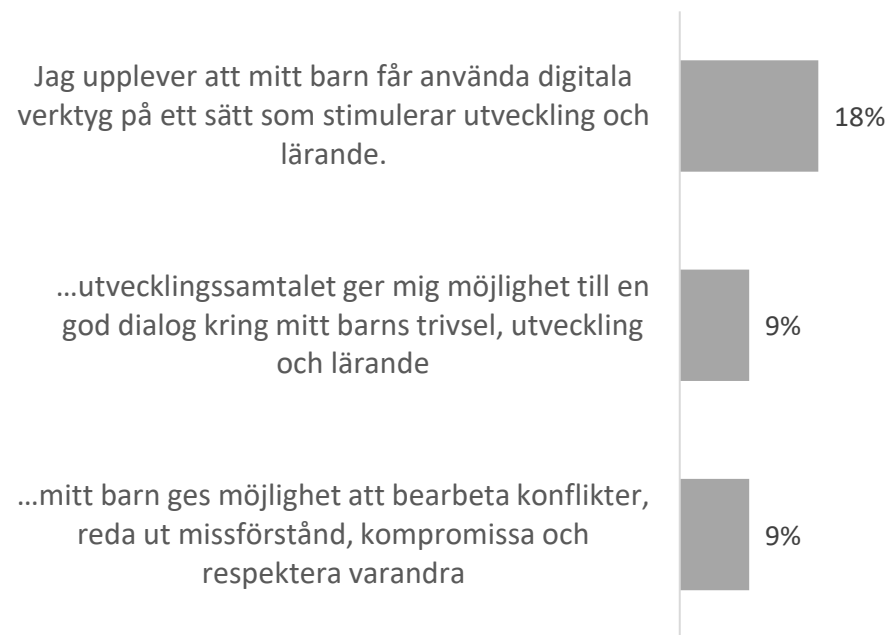 Jag upplever att mitt barn får använda digitala
verktyg på ett sätt som stimulerar utveckling och
lärande.
18%
…utvecklingssamtalet ger mig möjlighet till en
god dialog kring mitt barns trivsel, utveckling
och lärande
9%
…mitt barn ges möjlighet att bearbeta konflikter,
reda ut missförstånd, kompromissa och
respektera varandra
9%